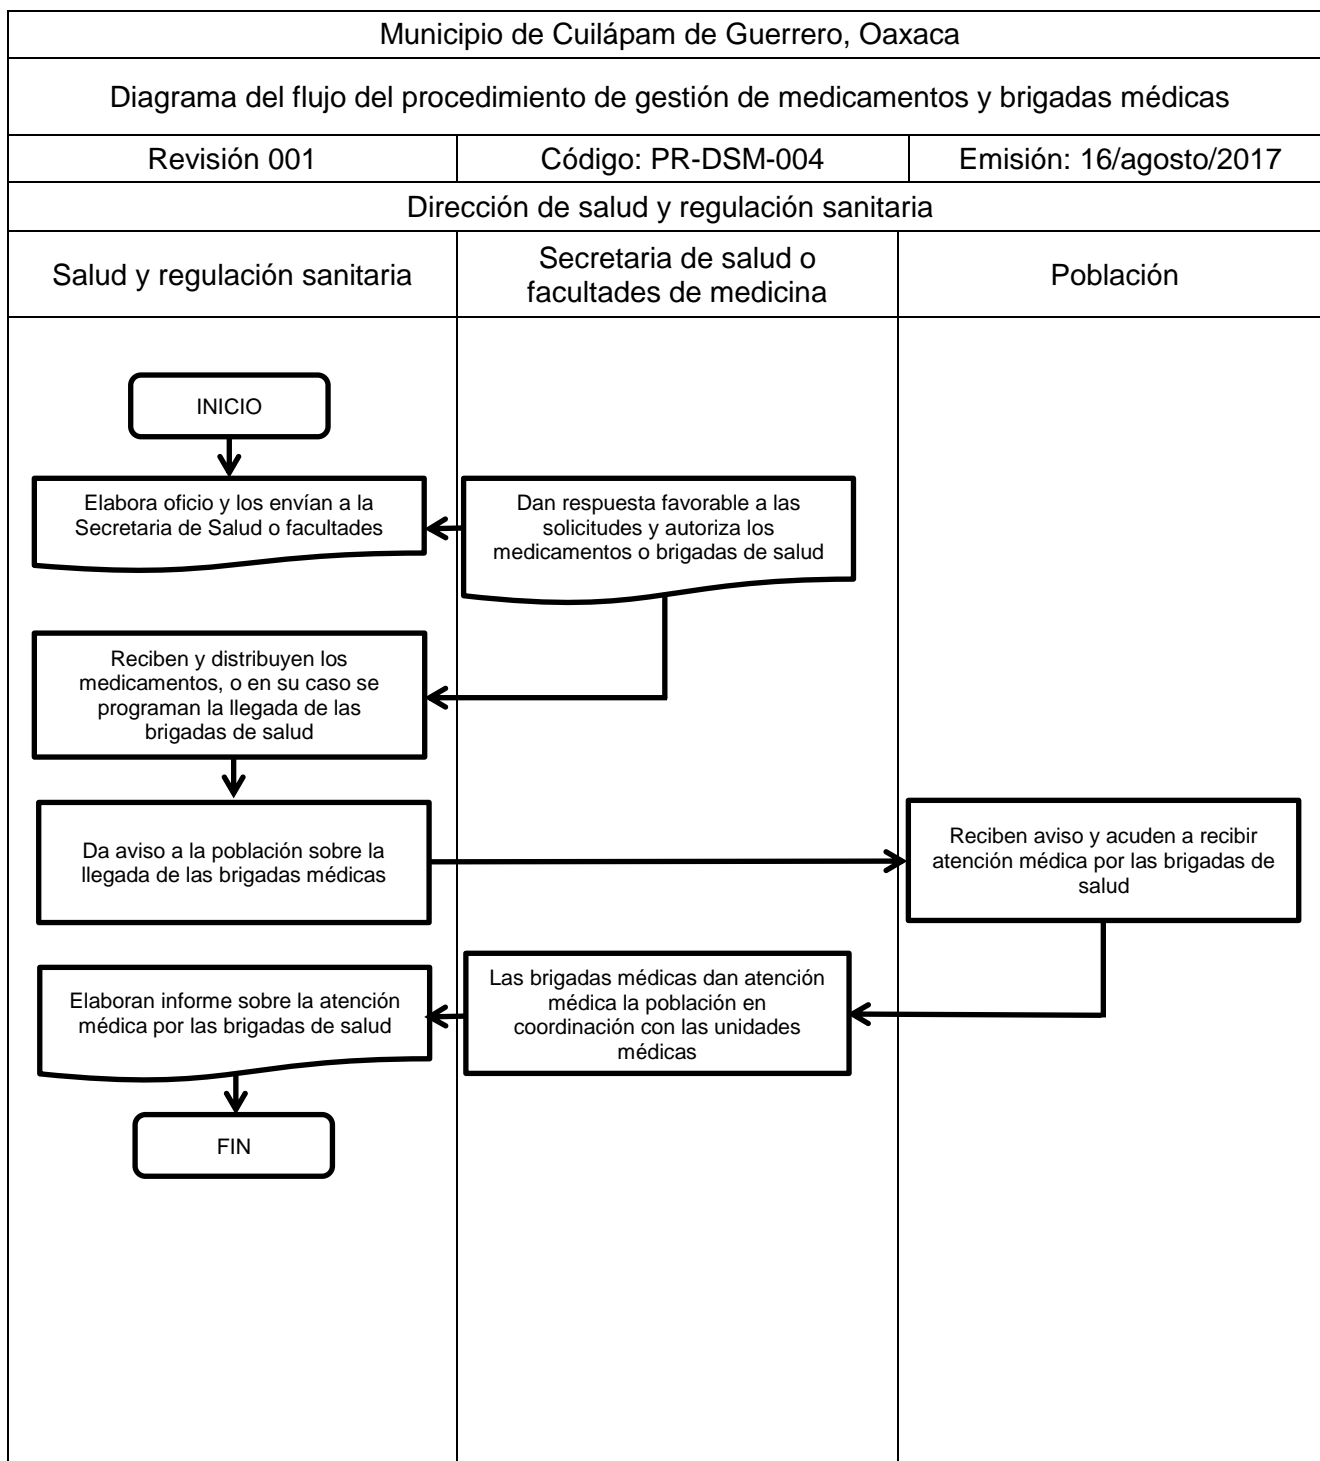 Municipio de Cuilápam de Guerrero, Oaxaca
Diagrama del flujo del procedimiento de gestión de medicamentos y brigadas médicas
Revisión 001
Código: PR-DSM-004
Emisión: 16/agosto/2017
Dirección de salud y regulación sanitaria
Salud y regulación sanitaria
Secretaria de salud o
facultades de medicina
Población
INICIO
Elabora oficio y los envían a la
Secretaria de Salud o facultades
Dan respuesta favorable a las
solicitudes y autoriza los
medicamentos o brigadas de salud
Reciben y distribuyen los
medicamentos, o en su caso se
programan la llegada de las
brigadas de salud
Da aviso a la población sobre la
llegada de las brigadas médicas
Reciben aviso y acuden a recibir
atención médica por las brigadas de
salud
Las brigadas médicas dan atención
médica la población en
coordinación con las unidades
médicas
Elaboran informe sobre la atención
médica por las brigadas de salud
FIN